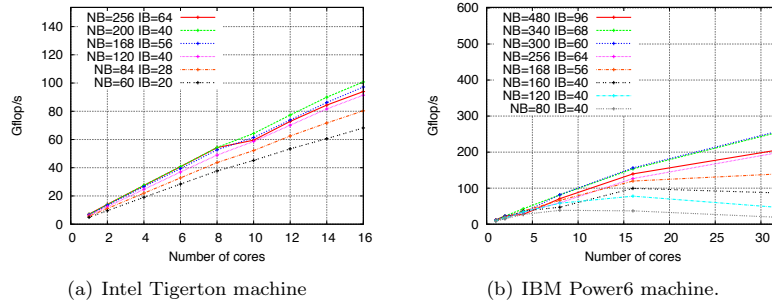 NB=256 IB=64
NB=200 IB=40
NB=168 IB=56
NB=120 IB=40
NB=84 IB=28
NB=60 IB=20
140
120
100
80
60
40
20
0
Gflop/s
0 2 4 6 8 10 12 14 16
Number of cores
(a) Intel Tigerton machine
NB=480 IB=96
NB=340 IB=68
NB=300 IB=60
NB=256 IB=64
NB=168 IB=56
NB=160 IB=40
NB=120 IB=40
NB=80 IB=40
600
500
400
300
200
100
0
Gflop/s
0 5 10 15 20 25 30
Number of cores
(b) IBM Power6 machine.